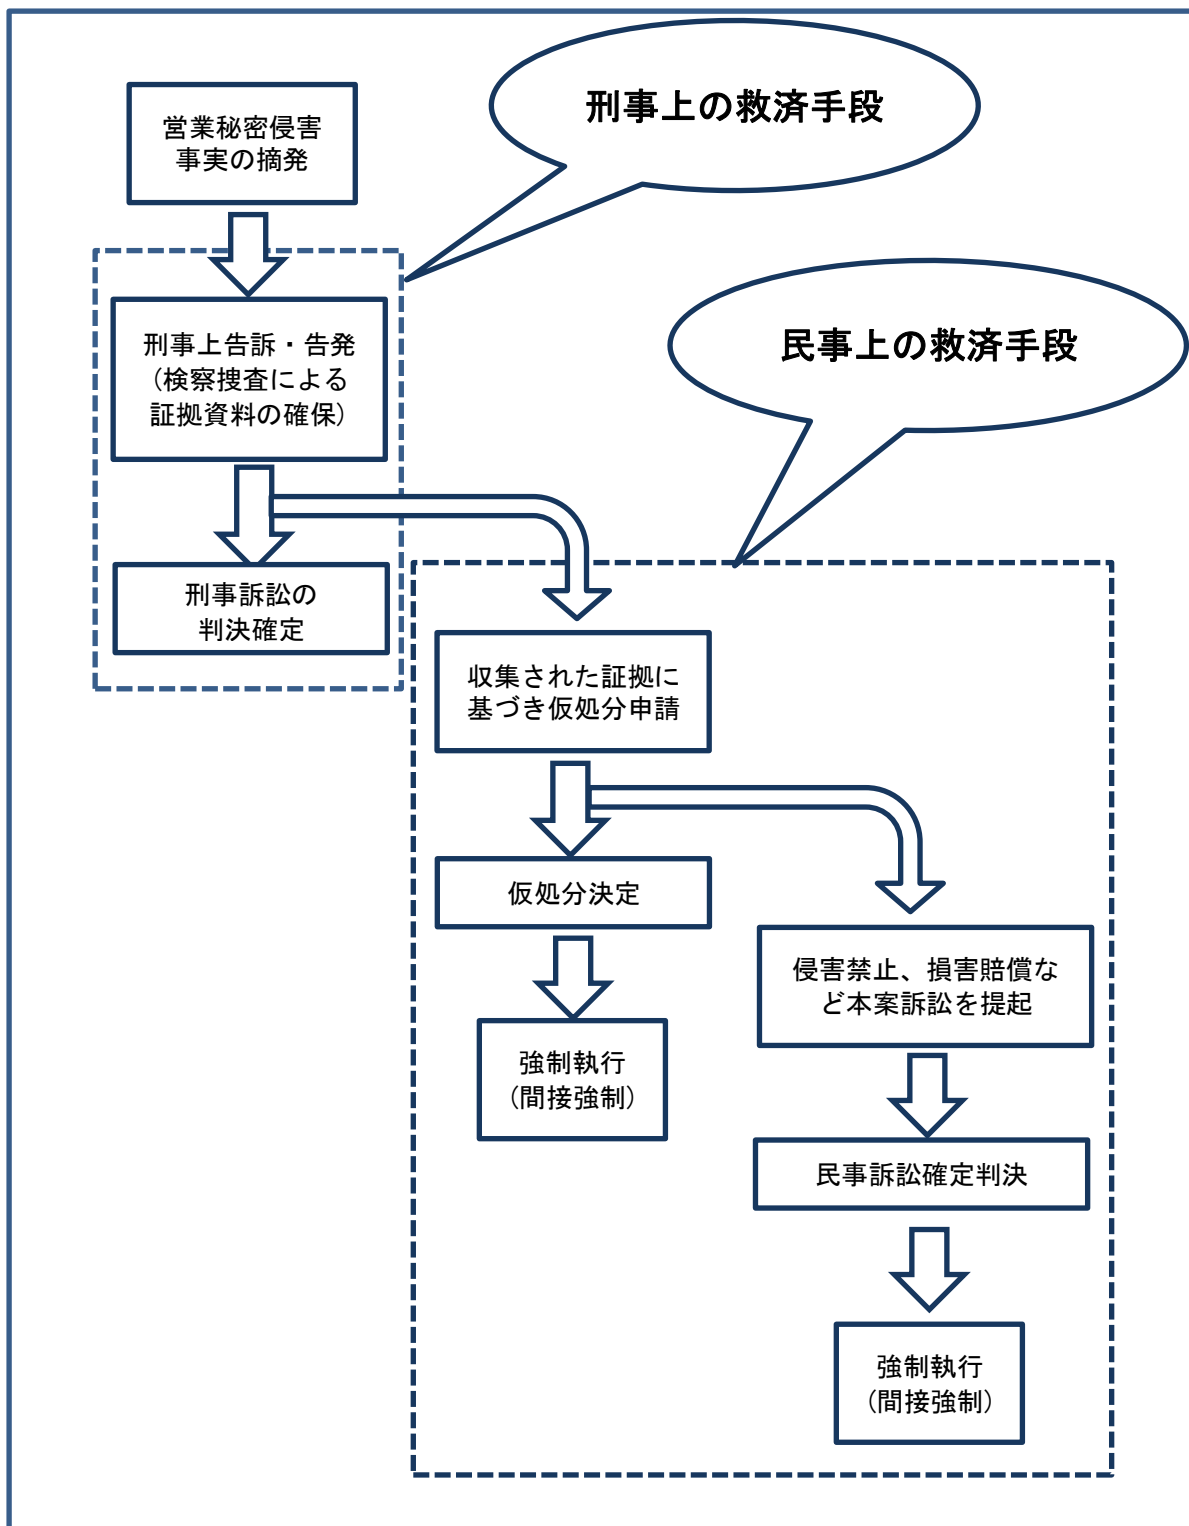 刑事上の救済手段
営業秘密侵害
事実の摘発
民事上の救済手段
刑事上告訴・告発
(検察捜査による
証拠資料の確保)
刑事訴訟の
判決確定
収集された証拠に
基づき仮処分申請
仮処分決定
侵害禁止、損害賠償な
ど本案訴訟を提起
強制執行
(間接強制)
民事訴訟確定判決
強制執行
(間接強制)